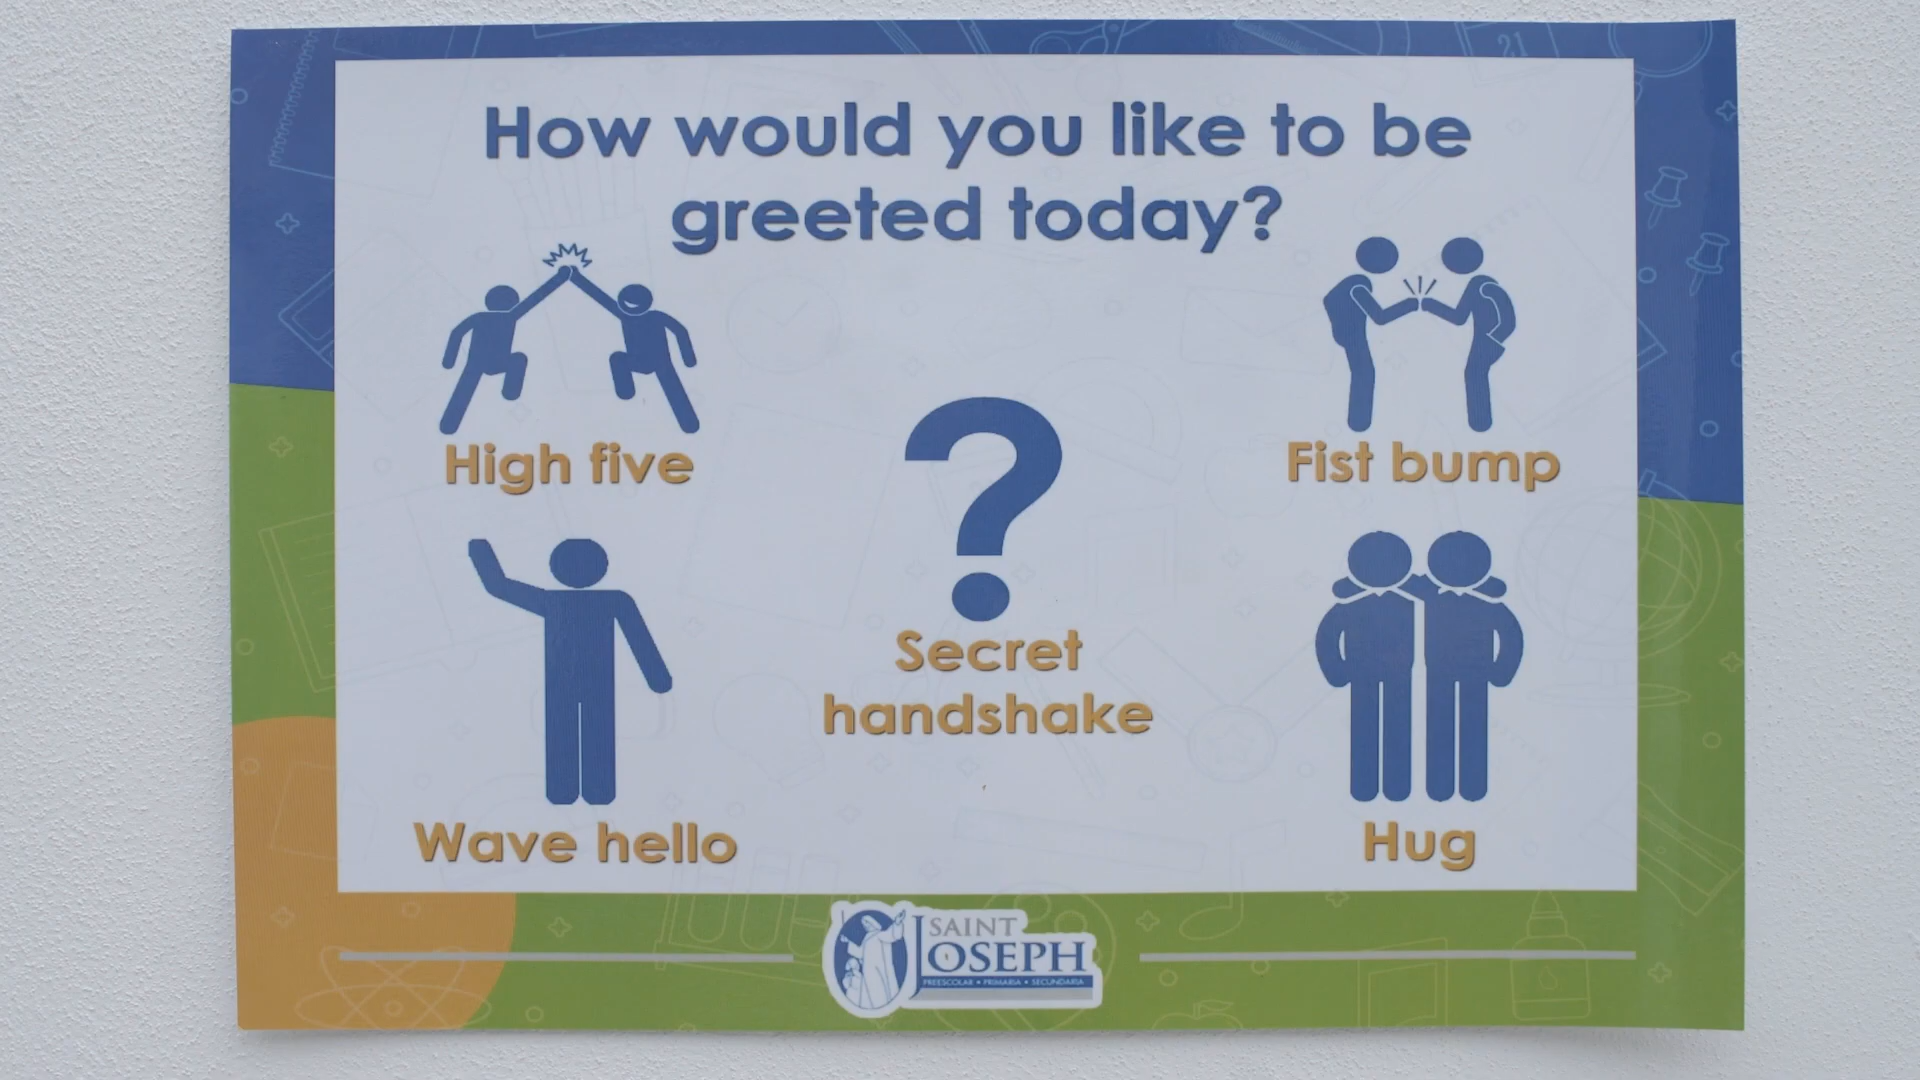 How would you like to be
greeted today?
High five
Fist bump
Secret
handshake
Wave hello
Hug
SAINT
JOSEPH
PREESCOLAR • PRIMARIA • SECUNDARIA
21